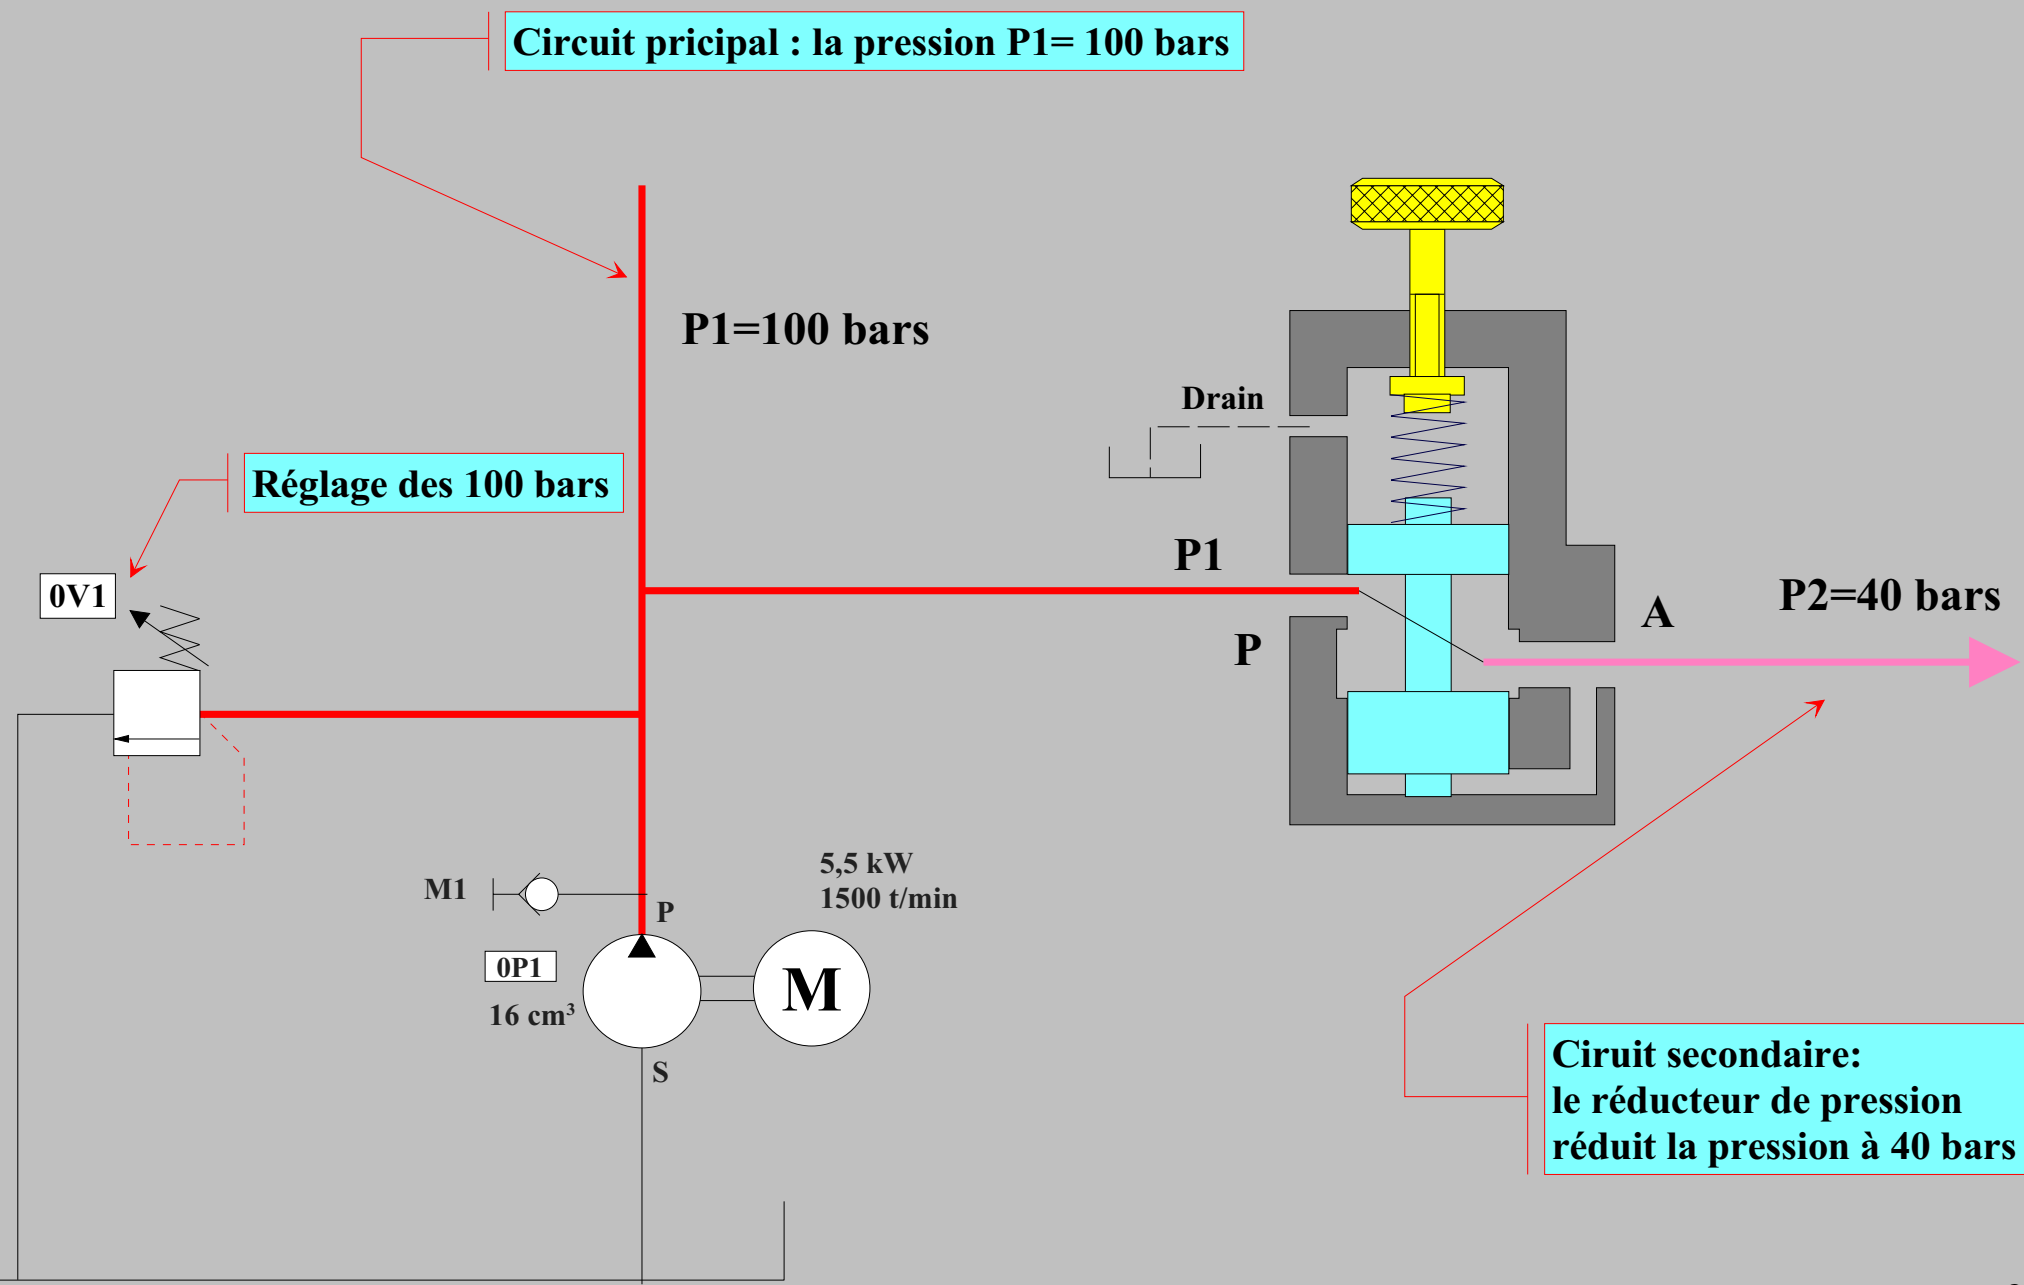 Circuit pricipal : la pression P1= 100 bars
P1=100 bars
Drain
Réglage des 100 bars
P1
0V1
A
P2=40 bars
P
5,5 kW
1500 t/min
M1
P
0P1
M
16 cm³
S
Ciruit secondaire:
le réducteur de pression
réduit la pression à 40 bars